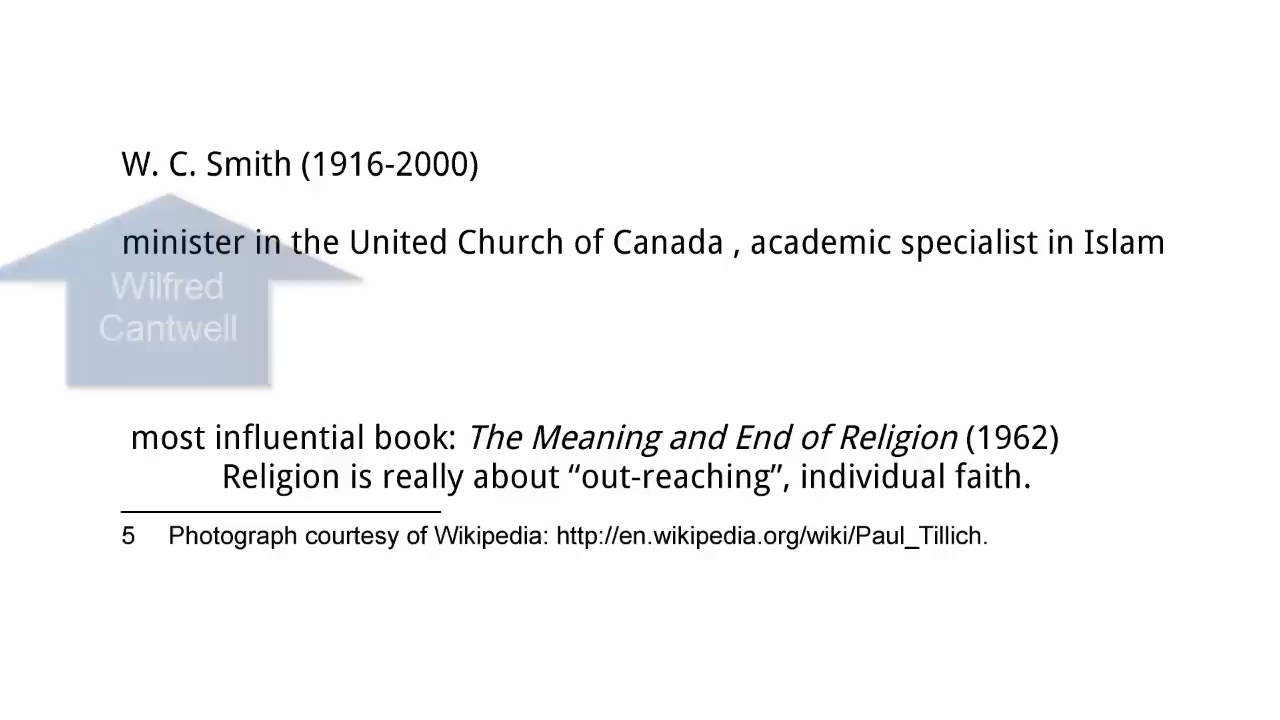 W. C. Smith (1916-2000)
minister in the United Church of Canada , academic specialist in Islam
Wilfred
Cantwell
most influential book: The Meaning and End of Religion (1962)
Religion is really about “out-reaching”, individual faith.
5 Photograph courtesy of Wikipedia: http://en.wikipedia.org/wiki/Paul_Tillich.